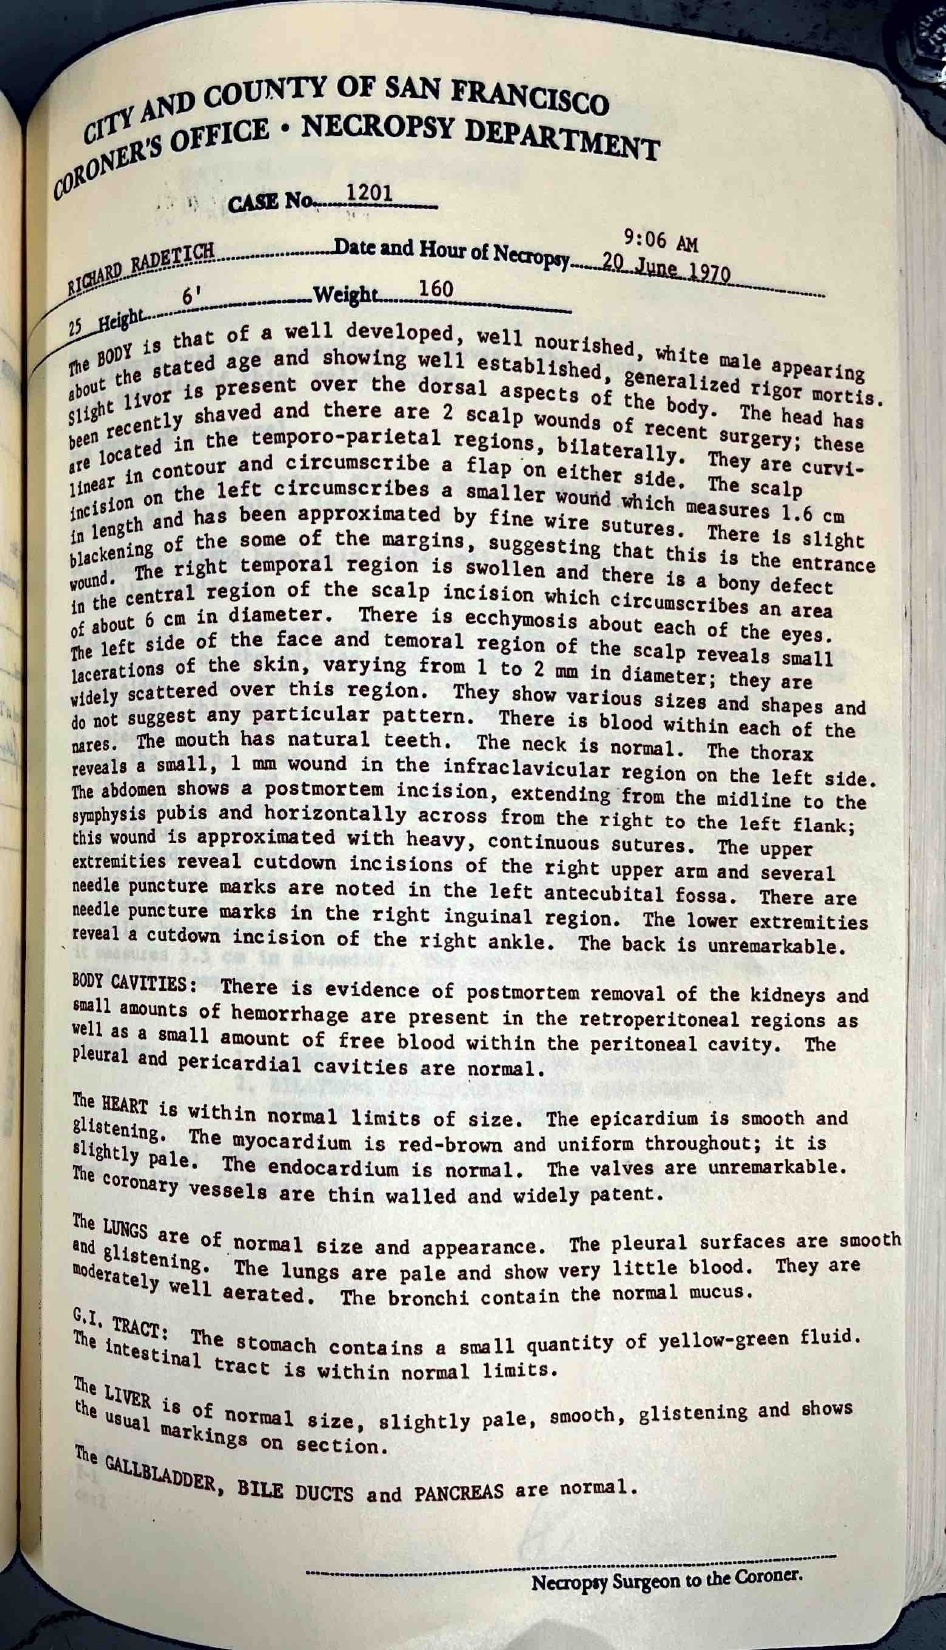 CITY AND COUNTY OF SAN FRANCISCO
CORONER'S OFFICE • NECROPSY DEPARTMENT
CASE No. 1201
9:06 AM
RICHARD RADETICH Date and Hour of Necropsy 20 June 1970
25 Height 6' Weight 160
The BODY is that of a well developed, well nourished, white male appearing
about the stated age and showing well established, generalized rigor mortis.
Slight livor is present over the dorsal aspects of the body. The head has
been recently shaved and there are 2 scalp wounds of recent surgery; these
are located in the temporo-parietal regions, bilaterally. They are curvi-
linear in contour and circumscribe a flap on either side. The scalp
incision on the left circumscribes a smaller wound which measures 1.6 cm
in length and has been approximated by fine wire sutures. There is slight
blackening of the some of the margins, suggesting that this is the entrance
wound. The right temporal region is swollen and there is a bony defect
in the central region of the scalp incision which circumscribes an area
of about 6 cm in diameter. There is ecchymosis about each of the eyes.
The left side of the face and temoral region of the scalp reveals small
lacerations of the skin, varying from 1 to 2 mm in diameter; they are
widely scattered over this region. They show various sizes and shapes and
do not suggest any particular pattern. There is blood within each of the
nares. The mouth has natural teeth. The neck is normal. The thorax
reveals a small, 1 mm wound in the infraclavicular region on the left side.
The abdomen shows a postmortem incision, extending from the midline to the
symphysis pubis and horizontally across from the right to the left flank;
this wound is approximated with heavy, continuous sutures. The upper
extremities reveal cutdown incisions of the right upper arm and several
needle puncture marks are noted in the left antecubital fossa. There are
needle puncture marks in the right inguinal region. The lower extremities
reveal a cutdown incision of the right ankle. The back is unremarkable.
BODY CAVITIES: There is evidence of postmortem removal of the kidneys and
small amounts of hemorrhage are present in the retroperitoneal regions as
well as a small amount of free blood within the peritoneal cavity. The
pleural and pericardial cavities are normal.
The HEART is within normal limits of size. The epicardium is smooth and
glistening. The myocardium is red-brown and uniform throughout; it is
slightly pale. The endocardium is normal. The valves are unremarkable.
The coronary vessels are thin walled and widely patent.
The LUNGS are of normal size and appearance. The pleural surfaces are smooth
and glistening. The lungs are pale and show very little blood. They are
moderately well aerated. The bronchi contain the normal mucus.
G.I. TRACT: The stomach contains a small quantity of yellow-green fluid.
The intestinal tract is within normal limits.
The LIVER is of normal size, slightly pale, smooth, glistening and shows
the usual markings on section.
The GALLBLADDER, BILE DUCTS and PANCREAS are normal.
Necropsy Surgeon to the Coroner.